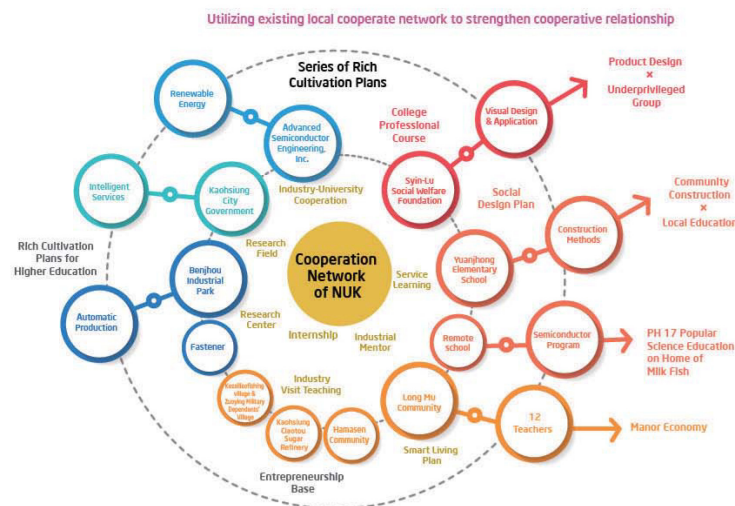 Utilizing existing local cooperate network to strengthen cooperative relationship
Series of Rich
Cultivation Plans
Renewable
Energy
Advanced
Semiconductor
Engineering,
Inc.
College
Professional
Course
Visual Design
& Application
Product Design
×
Underprivileged
Group
Intelligent
Services
Kaohsiung
City
Government
Industry-University
Cooperation
Syin-Lu
Social Welfare
Foundation
Social
Design Plan
Construction
Methods
Community
Construction
×
Local Education
Rich Cultivation
Plans for
Higher Education
Research
Field
Benjhou
Industrial
Park
Cooperation
Network
of NUK
Service
Learning
Yuanjhong
Elementary
School
Automatic
Production
Fastener
Research
Center
Internship
Industrial
Mentor
Remote
school
Semiconductor
Program
PH 17 Popular
Science Education
on Home of
Milk Fish
Industry
Visit Teaching
village &
Zuoying Military
Dependents'
Village
Kaohsiung
Ciaotou
Sugar
Refinery
Hamasen
Community
Long Mu
Community
12
Teachers
Manor Economy
Smart Living
Plan
Entrepreneurship
Base